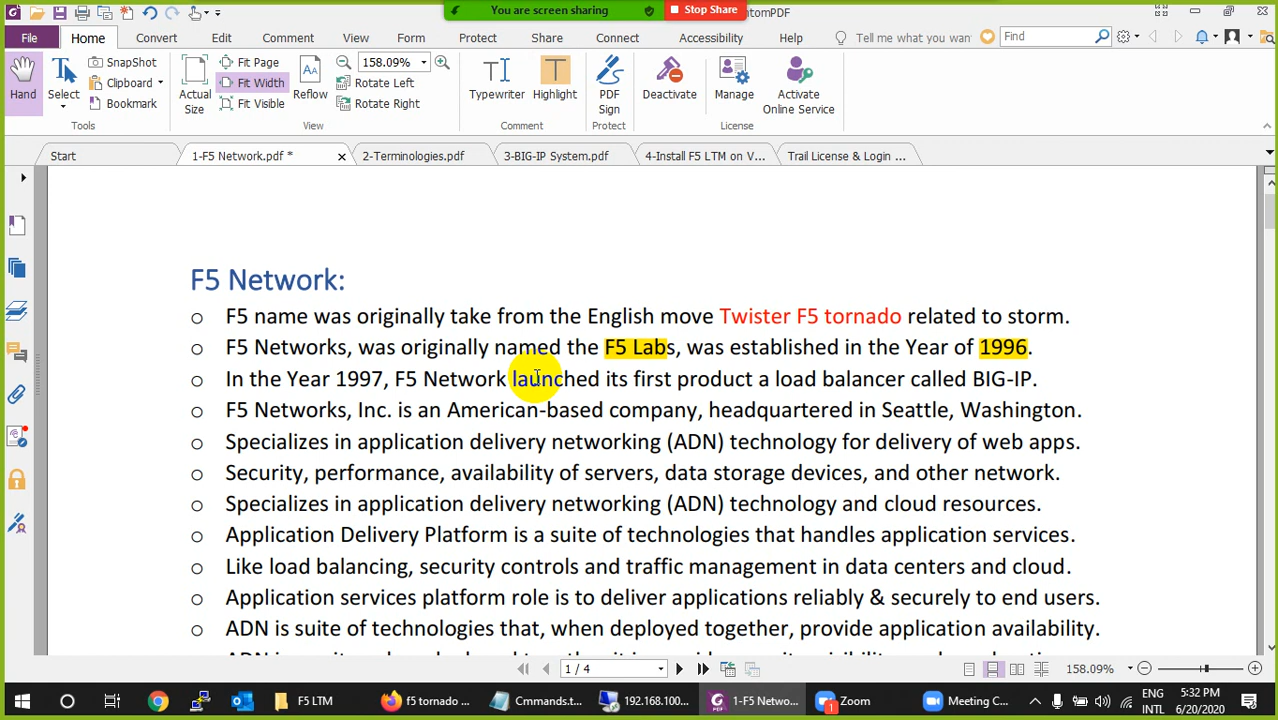 You are screen sharing
Stop Share
ntomPDF
File
Home
Convert
Edit
Comment
View
Form
Protect
Share
Connect
Accessibility
Help
Tell me what you want
Find
Hand
Select
SnapShot
Clipboard
Bookmark
Actual Size
Fit Page
Fit Width
Fit Visible
Reflow
158.09%
Rotate Left
Rotate Right
Typewriter
Highlight
PDF Sign
Deactivate
Manage
Activate Online Service
Tools
View
Comment
Protect
License
Start
1-F5 Network.pdf *
2-Terminologies.pdf
3-BIG-IP System.pdf
4-Install F5 LTM on V...
Trail License & Login ...
F5 Network:
o F5 name was originally take from the English move Twister F5 tornado related to storm.
o F5 Networks, was originally named the F5 Labs, was established in the Year of 1996.
o In the Year 1997, F5 Network launched its first product a load balancer called BIG-IP.
o F5 Networks, Inc. is an American-based company, headquartered in Seattle, Washington.
o Specializes in application delivery networking (ADN) technology for delivery of web apps.
o Security, performance, availability of servers, data storage devices, and other network.
o Specializes in application delivery networking (ADN) technology and cloud resources.
o Application Delivery Platform is a suite of technologies that handles application services.
o Like load balancing, security controls and traffic management in data centers and cloud.
o Application services platform role is to deliver applications reliably & securely to end users.
o ADN is suite of technologies that, when deployed together, provide application availability.
1 / 4
158.09%
F5 LTM
f5 tornado ...
Cmmands.t...
192.168.100...
1-F5 Netwo...
Zoom
1
Meeting C...
ENG
INTL
5:32 PM
6/20/2020